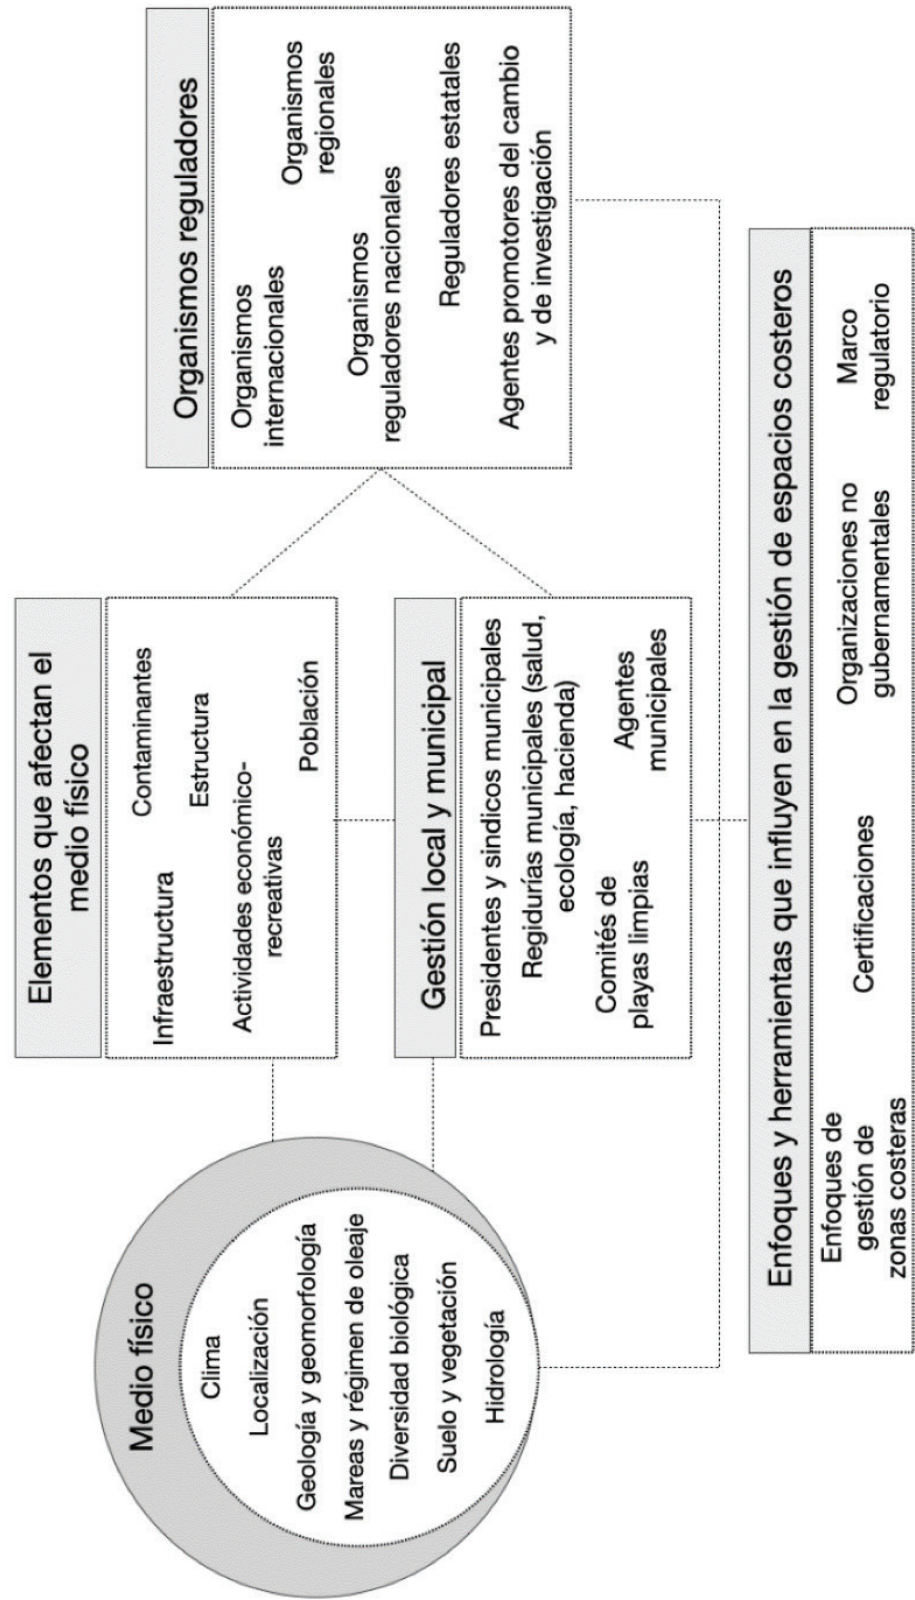 Medio físico
Clima
Localización
Geología y geomorfología
Mareas y régimen de oleaje
Diversidad biológica
Suelo y vegetación
Hidrología
Elementos que afectan el
medio físico
Infraestructura
Contaminantes
Estructura
Actividades económico-
recreativas
Población
Gestión local y municipal
Presidentes y sindicos municipales
Regidurías municipales (salud,
ecología, hacienda)
Comités de
playas limpias
Agentes
municipales
Organismos reguladores
Organismos
internacionales
Organismos
regionales
Organismos
reguladores nacionales
Reguladores estatales
Agentes promotores del cambio
y de investigación
Enfoques y herramientas que influyen en la gestión de espacios costeros
Enfoques de
gestión de
zonas costeras
Certificaciones
Organizaciones no
gubernamentales
Marco
regulatorio